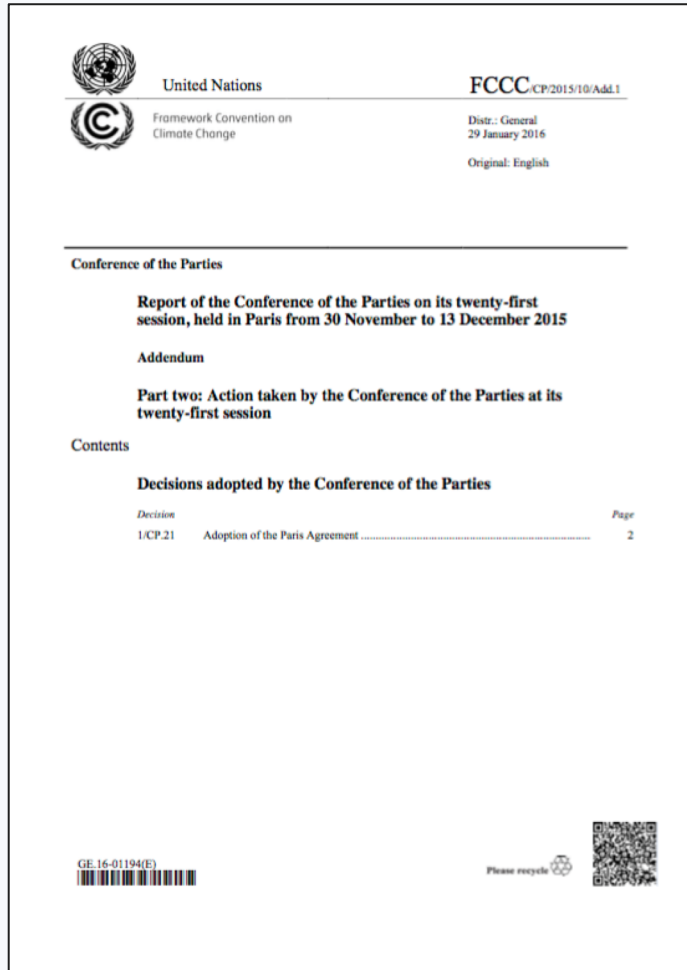 United Nations
FCCC/CP/2015/10/Add.1
Framework Convention on
Climate Change
Distr.: General
29 January 2016
Original: English
Conference of the Parties
Report of the Conference of the Parties on its twenty-first
session, held in Paris from 30 November to 13 December 2015
Addendum
Part two: Action taken by the Conference of the Parties at its
twenty-first session
Contents
Decisions adopted by the Conference of the Parties
Decision Page
1/CP.21 Adoption of the Paris Agreement ........................................................................ 2
GE.16-01194(E)
Please recycle